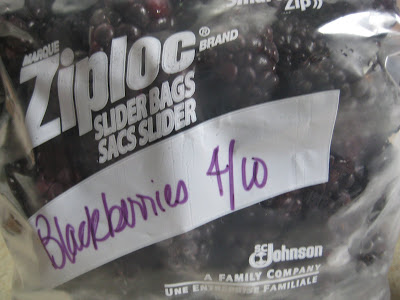 Zip))
MARQUE
Ziploc BRAND
SLIDER BAGS
SACS SLIDER
Blackberries 4/10
SC Johnson
A FAMILY COMPANY
UNE ENTREPRISE FAMILIALE